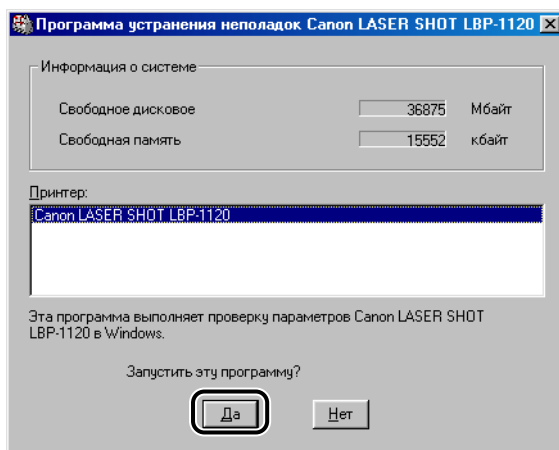 Программа устранения неполадок Canon LASER SHOT LBP-1120
Информация о системе
Свободное дисковое 36875 Мбайт
Свободная память 15552 кбайт
Принтер:
Canon LASER SHOT LBP-1120
Эта программа выполняет проверку параметров Canon LASER SHOT
LBP-1120 в Windows.
Запустить эту программу?
Да Нет